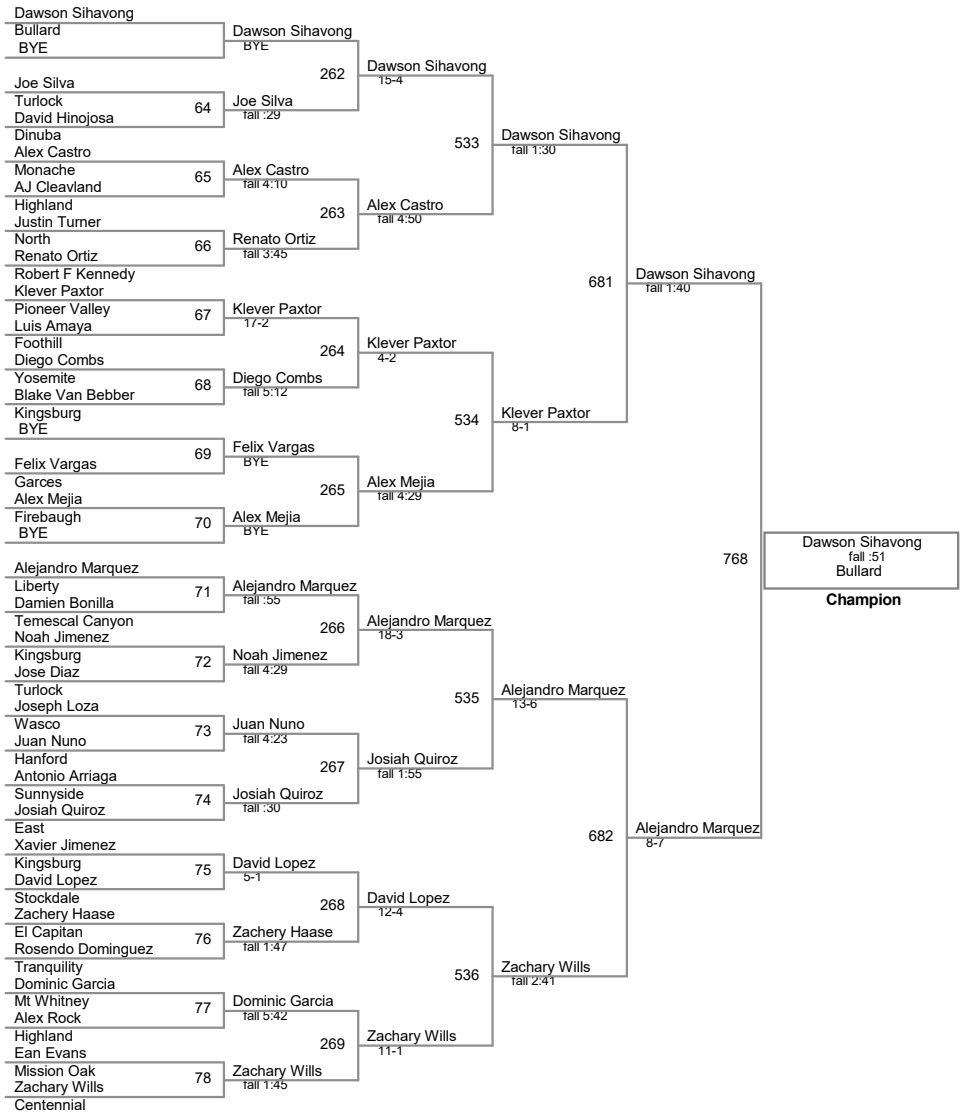 Dawson Sihavong
Bullard
BYE
Joe Silva
Turlock
64
David Hinojosa
Dinuba
Alex Castro
Monache
65
AJ Cleavland
Highland
Justin Turner
North
66
Renato Ortiz
Robert F Kennedy
Klever Paxtor
Pioneer Valley
67
Luis Amaya
Foothill
Diego Combs
Yosemite
68
Blake Van Bebber
Kingsburg
BYE
69
Felix Vargas
Garces
Alex Mejia
Firebaugh
70
BYE
Alejandro Marquez
Liberty
71
Damien Bonilla
Temescal Canyon
Noah Jimenez
Kingsburg
72
Jose Diaz
Turlock
Joseph Loza
Wasco
73
Juan Nuno
Hanford
Antonio Arriaga
Sunnyside
74
Josiah Quiroz
East
Xavier Jimenez
Kingsburg
75
David Lopez
Stockdale
Zachery Haase
El Capitan
76
Rosendo Dominguez
Tranquility
Dominic Garcia
Mt Whitney
77
Alex Rock
Highland
Ean Evans
Mission Oak
78
Zachary Wills
Centennial
Dawson Sihavong
BYE
262
Joe Silva
fall :29
Alex Castro
fall 4:10
263
Renato Ortiz
fall 3:45
Klever Paxtor
17-2
264
Diego Combs
fall 5:12
Felix Vargas
BYE
265
Alex Mejia
BYE
Alejandro Marquez
fall :55
266
Noah Jimenez
fall 4:29
Juan Nuno
fall 4:23
267
Josiah Quiroz
fall :30
David Lopez
5-1
268
Zachery Haase
fall 1:47
Dominic Garcia
fall 5:42
269
Zachary Wills
fall 1:45
Dawson Sihavong
15-4
533
Alex Castro
fall 4:50
Klever Paxtor
4-2
534
Alex Mejia
fall 4:29
Alejandro Marquez
18-3
535
Josiah Quiroz
fall 1:55
David Lopez
12-4
536
Zachary Wills
11-1
Dawson Sihavong
fall 1:30
681
Klever Paxtor
8-1
Alejandro Marquez
13-6
682
Zachary Wills
fall 2:41
Dawson Sihavong
fall 1:40
768
Alejandro Marquez
8-7
Dawson Sihavong
fall :51
Bullard
Champion